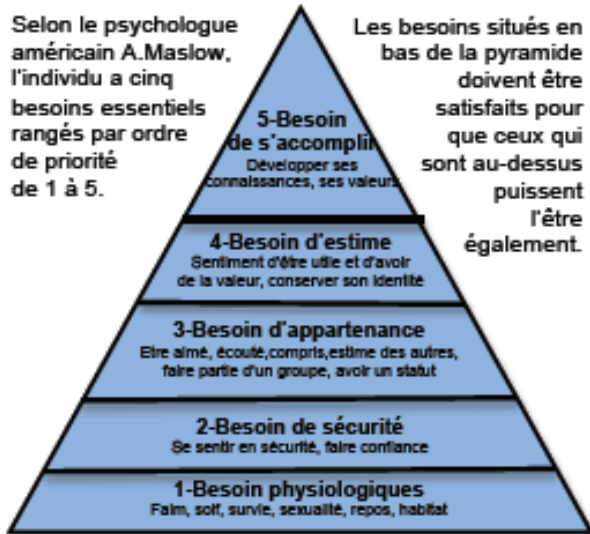 Selon le psychologue
américain A.Maslow,
l'individu a cinq
besoins essentiels
rangés par ordre
de priorité
de 1 à 5.
Les besoins situés en
bas de la pyramide
doivent être
satisfaits pour
que ceux qui
sont au-dessus
puissent
l'être
également.
5-Besoin
de s'accomplir
Développer ses
connaissances, ses valeurs
4-Besoin d'estime
Sentiment d'être utile et d'avoir
de la valeur, conserver son identité
3-Besoin d'appartenance
Etre aimé, écouté,compris,estime des autres,
faire partie d'un groupe, avoir un statut
2-Besoin de sécurité
Se sentir en sécurité, faire confiance
1-Besoin physiologiques
Faim, soif, survie, sexualité, repos, habitat